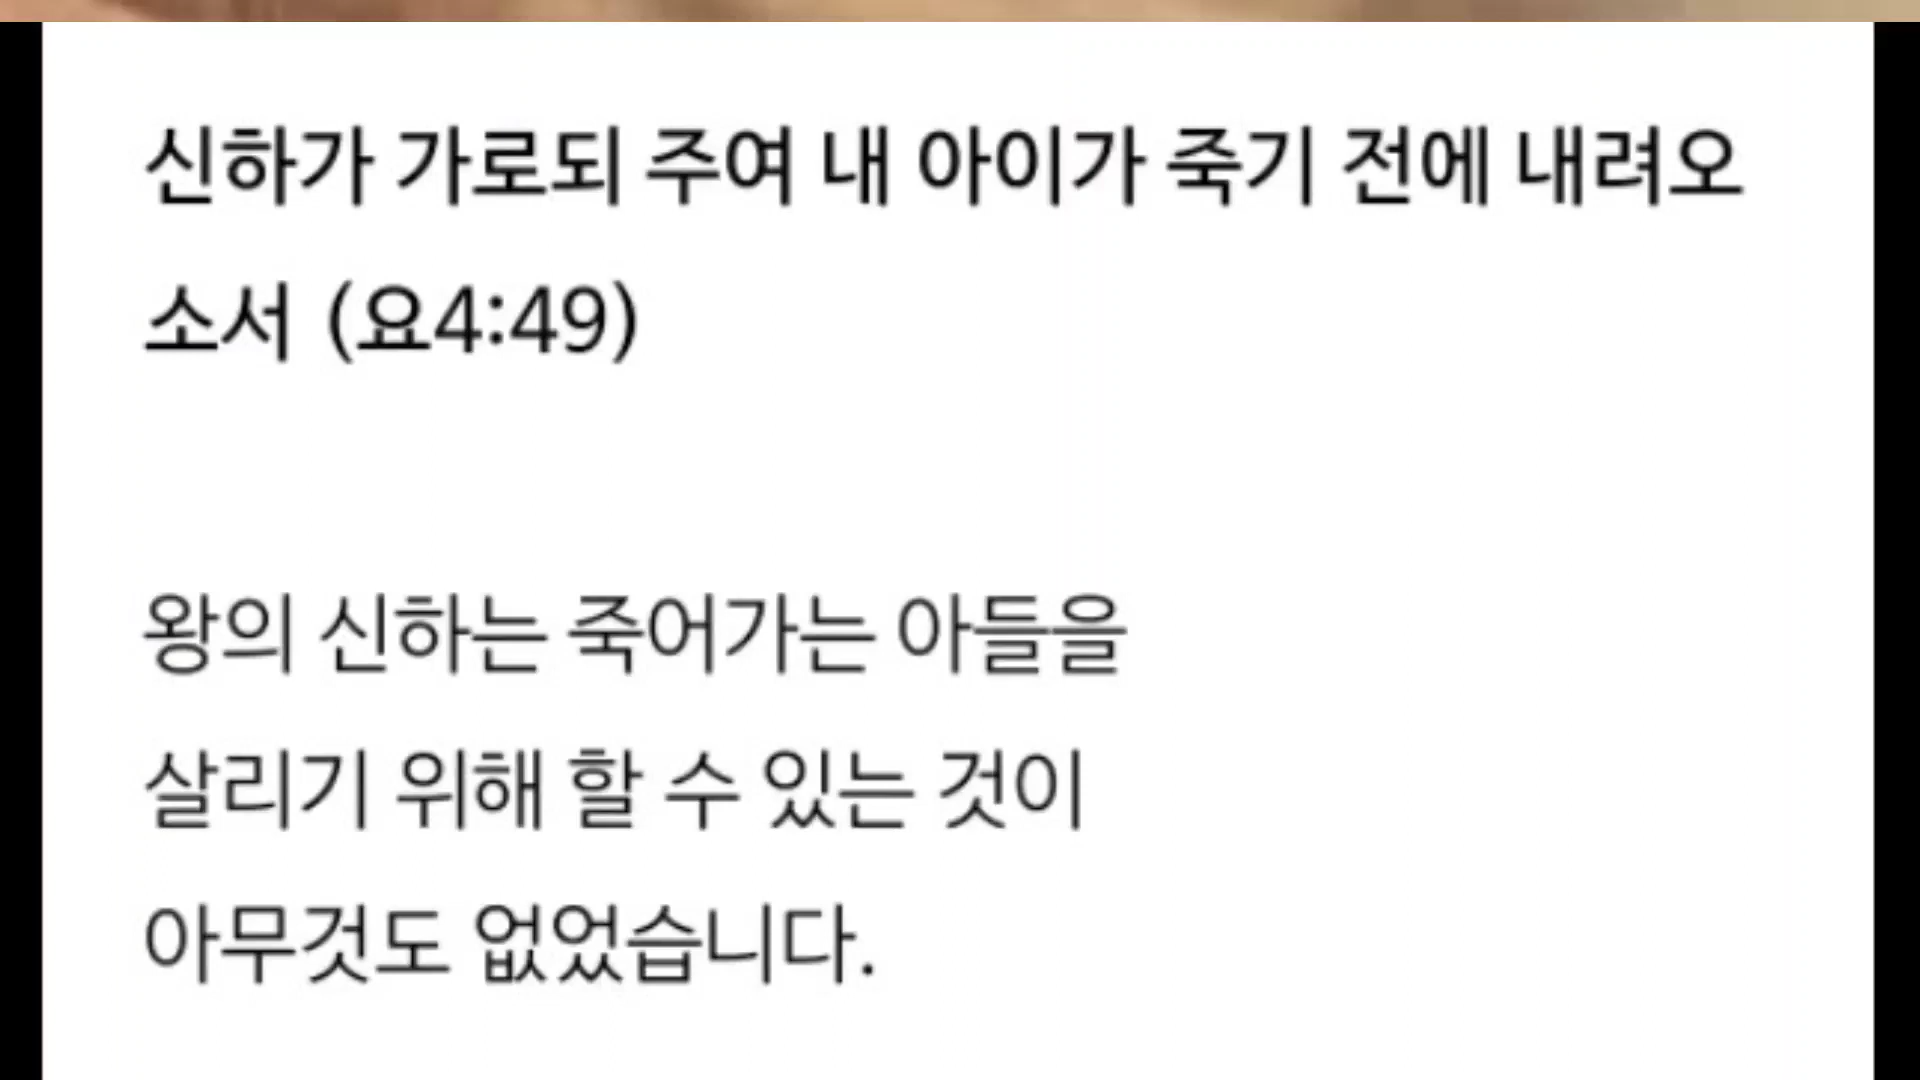 신하가 가로되 주여 내 아이가 죽기 전에 내려오
소서 (요4:49)
왕의 신하는 죽어가는 아들을
살리기 위해 할 수 있는 것이
아무것도 없었습니다.